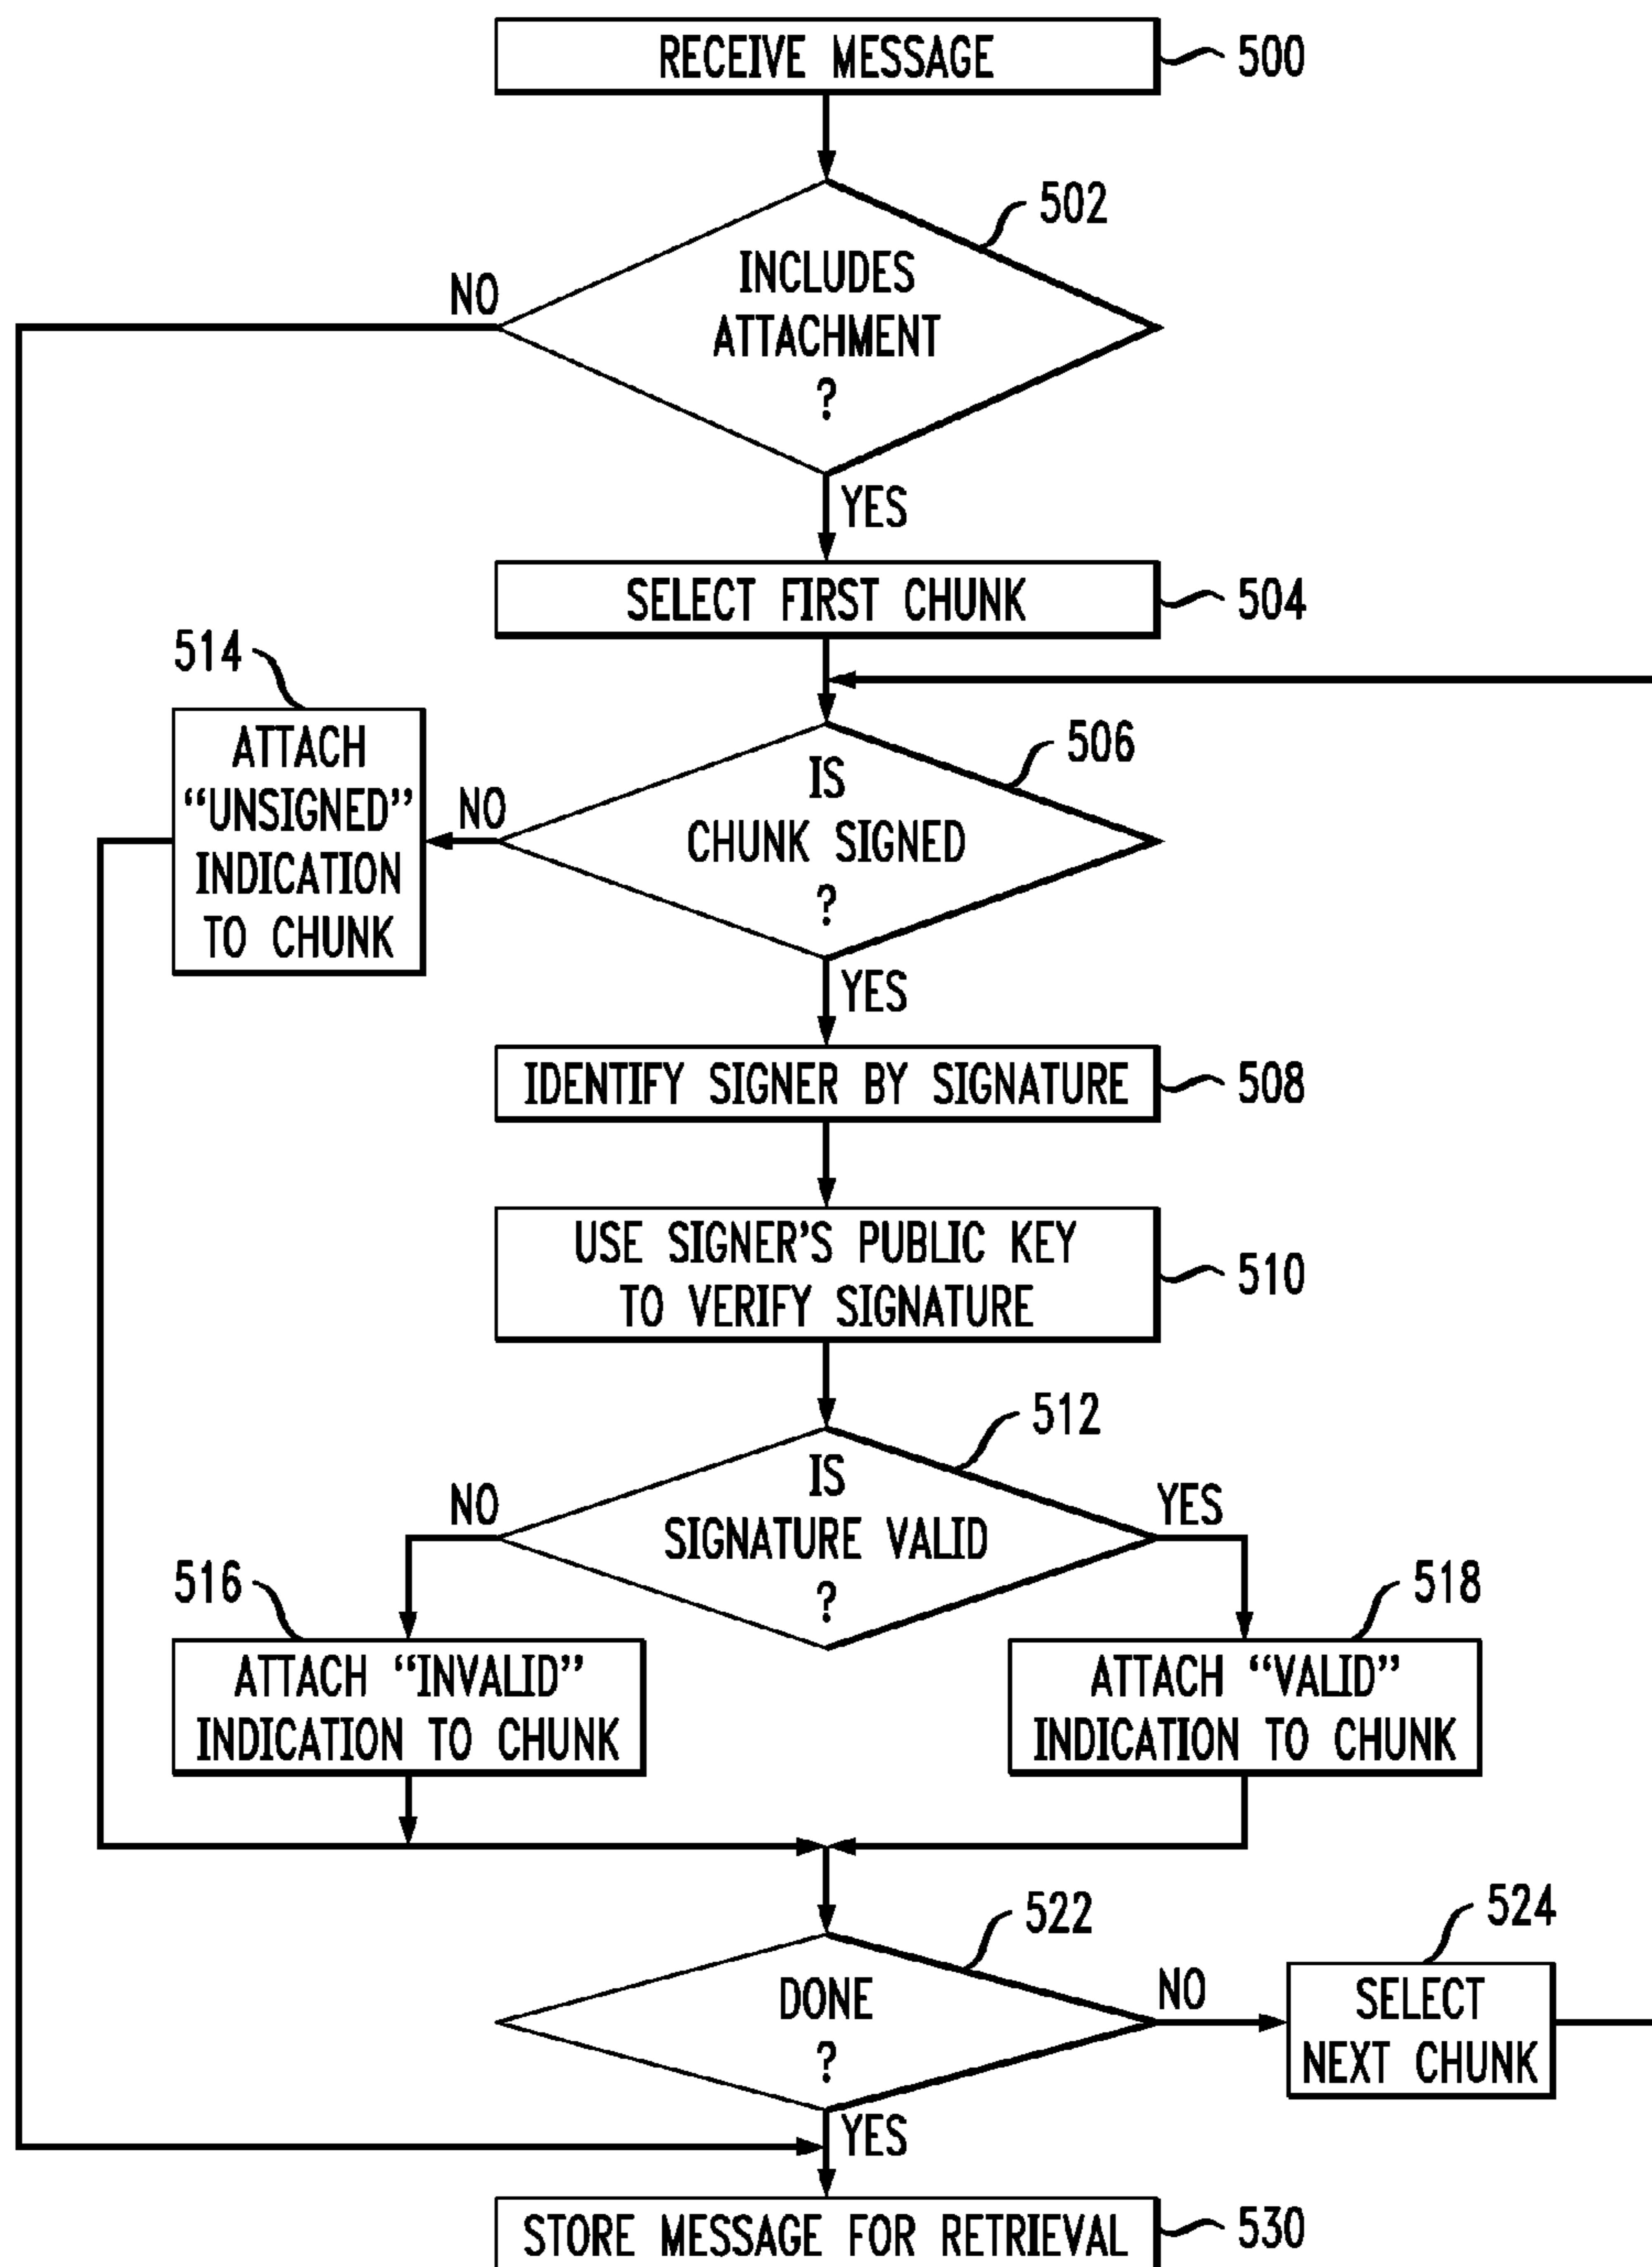 RECEIVE MESSAGE
500
502
INCLUDES
ATTACHMENT
?
NO
YES
SELECT FIRST CHUNK
504
514
ATTACH
“UNSIGNED”
INDICATION
TO CHUNK
NO
506
IS
CHUNK SIGNED
?
YES
IDENTIFY SIGNER BY SIGNATURE
508
USE SIGNER'S PUBLIC KEY
TO VERIFY SIGNATURE
510
512
IS
SIGNATURE VALID
?
NO
YES
516
ATTACH “INVALID”
INDICATION TO CHUNK
518
ATTACH “VALID”
INDICATION TO CHUNK
522
DONE
?
NO
524
SELECT
NEXT CHUNK
YES
STORE MESSAGE FOR RETRIEVAL
530